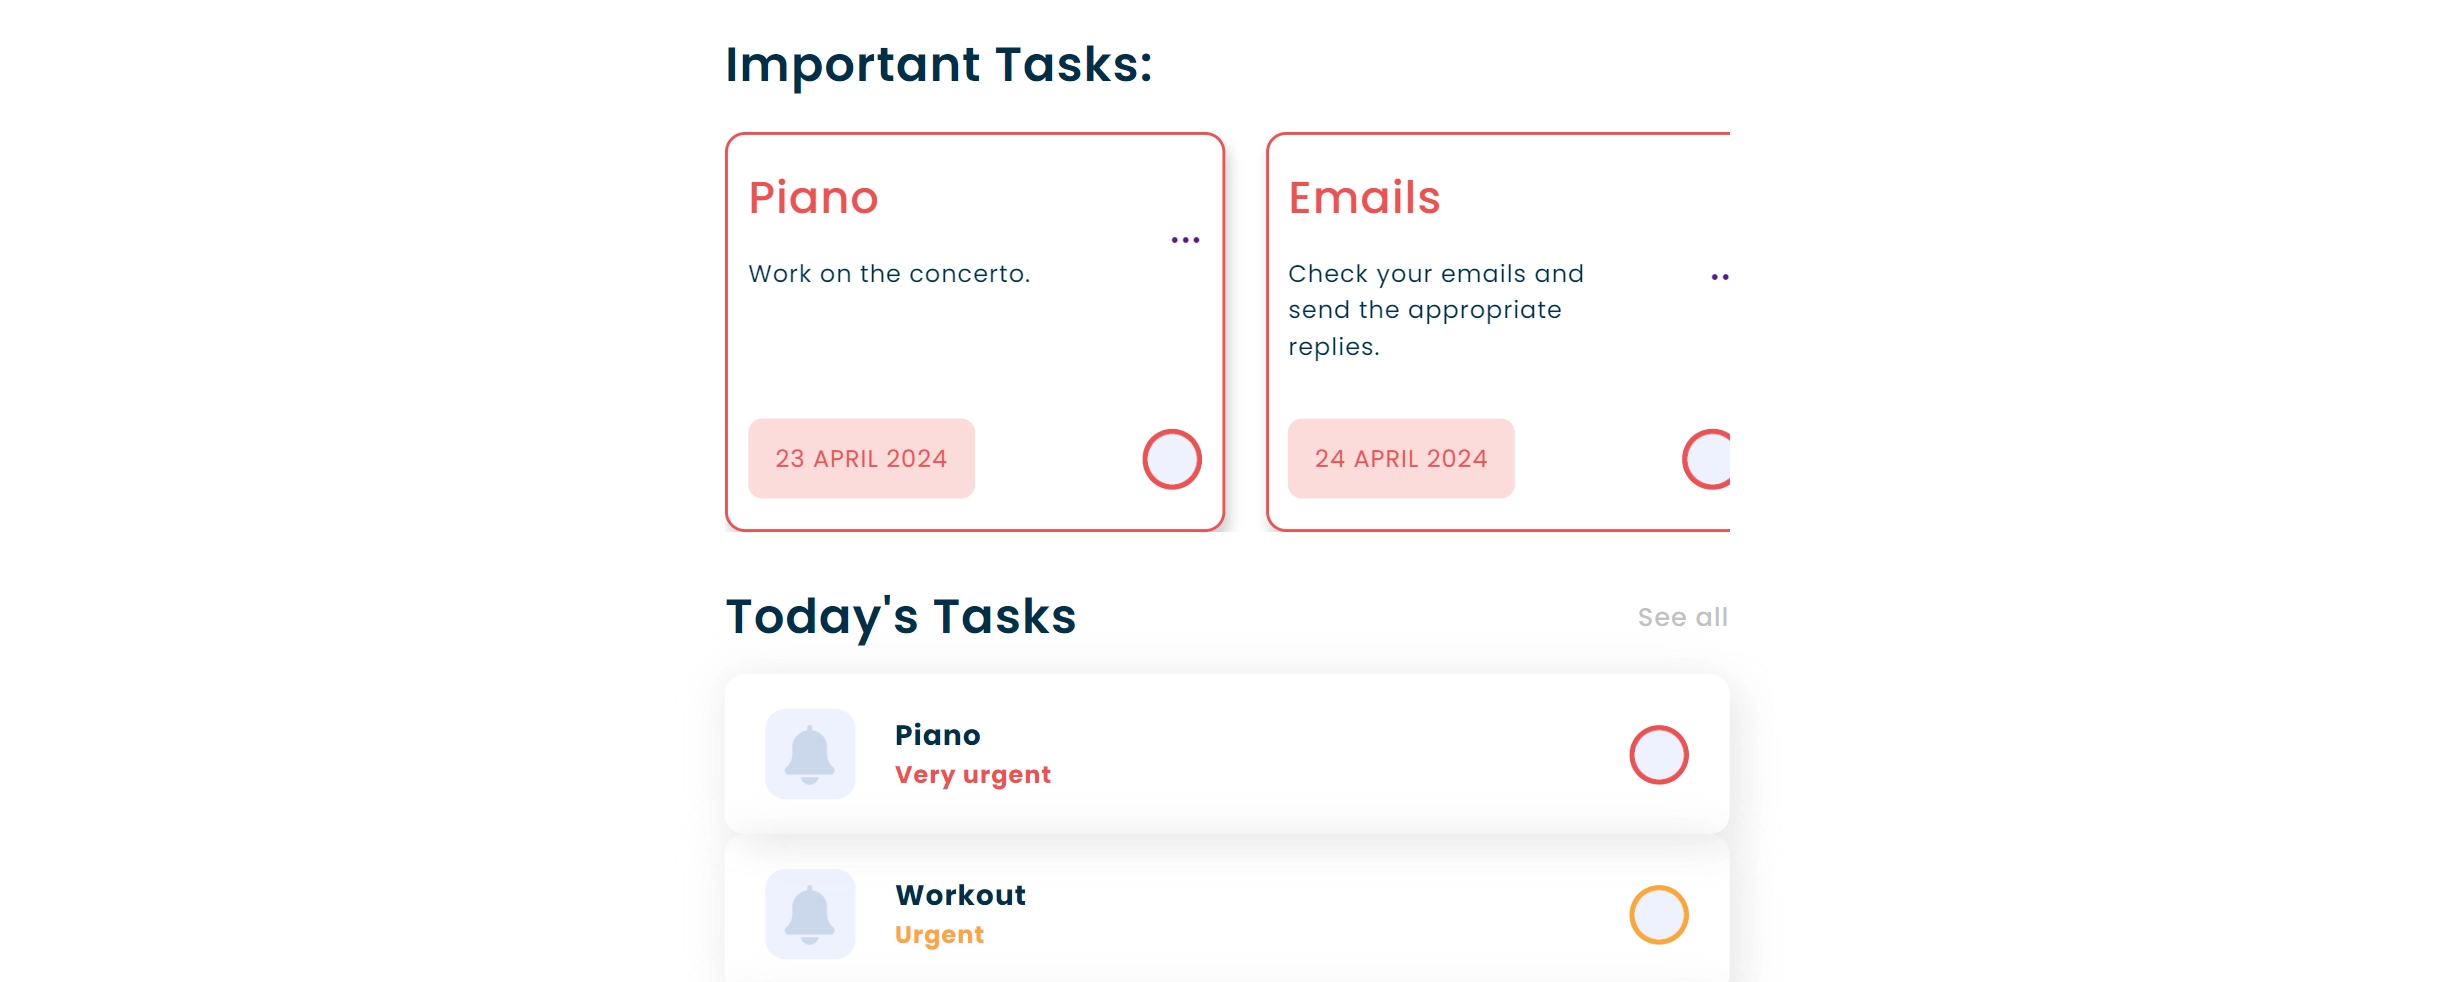 Important Tasks:
Piano
Work on the concerto.
23 APRIL 2024
Emails
Check your emails and
send the appropriate
replies.
24 APRIL 2024
Today's Tasks
See all
Piano
Very urgent
Workout
Urgent